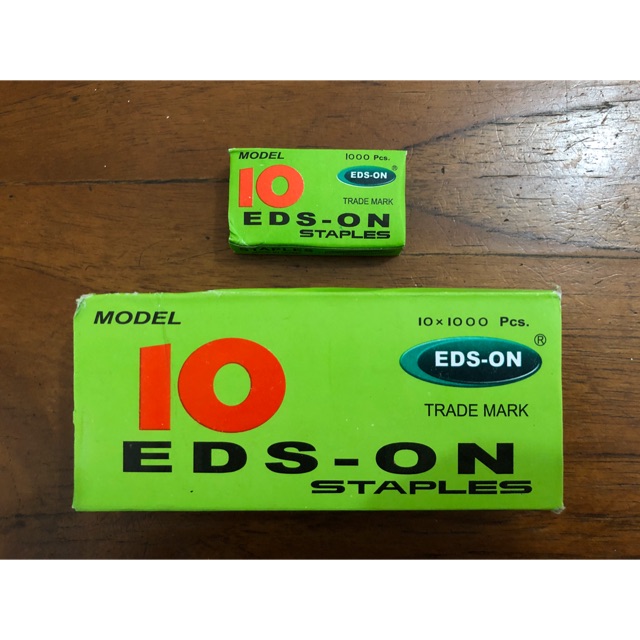 MODEL
1000 Pcs.
10
EDS-ON ®
TRADE MARK
EDS-ON
STAPLES
STAPLES
MODEL
10 × 1000 Pcs.
10
EDS-ON ®
TRADE MARK
EDS-ON
STAPLES